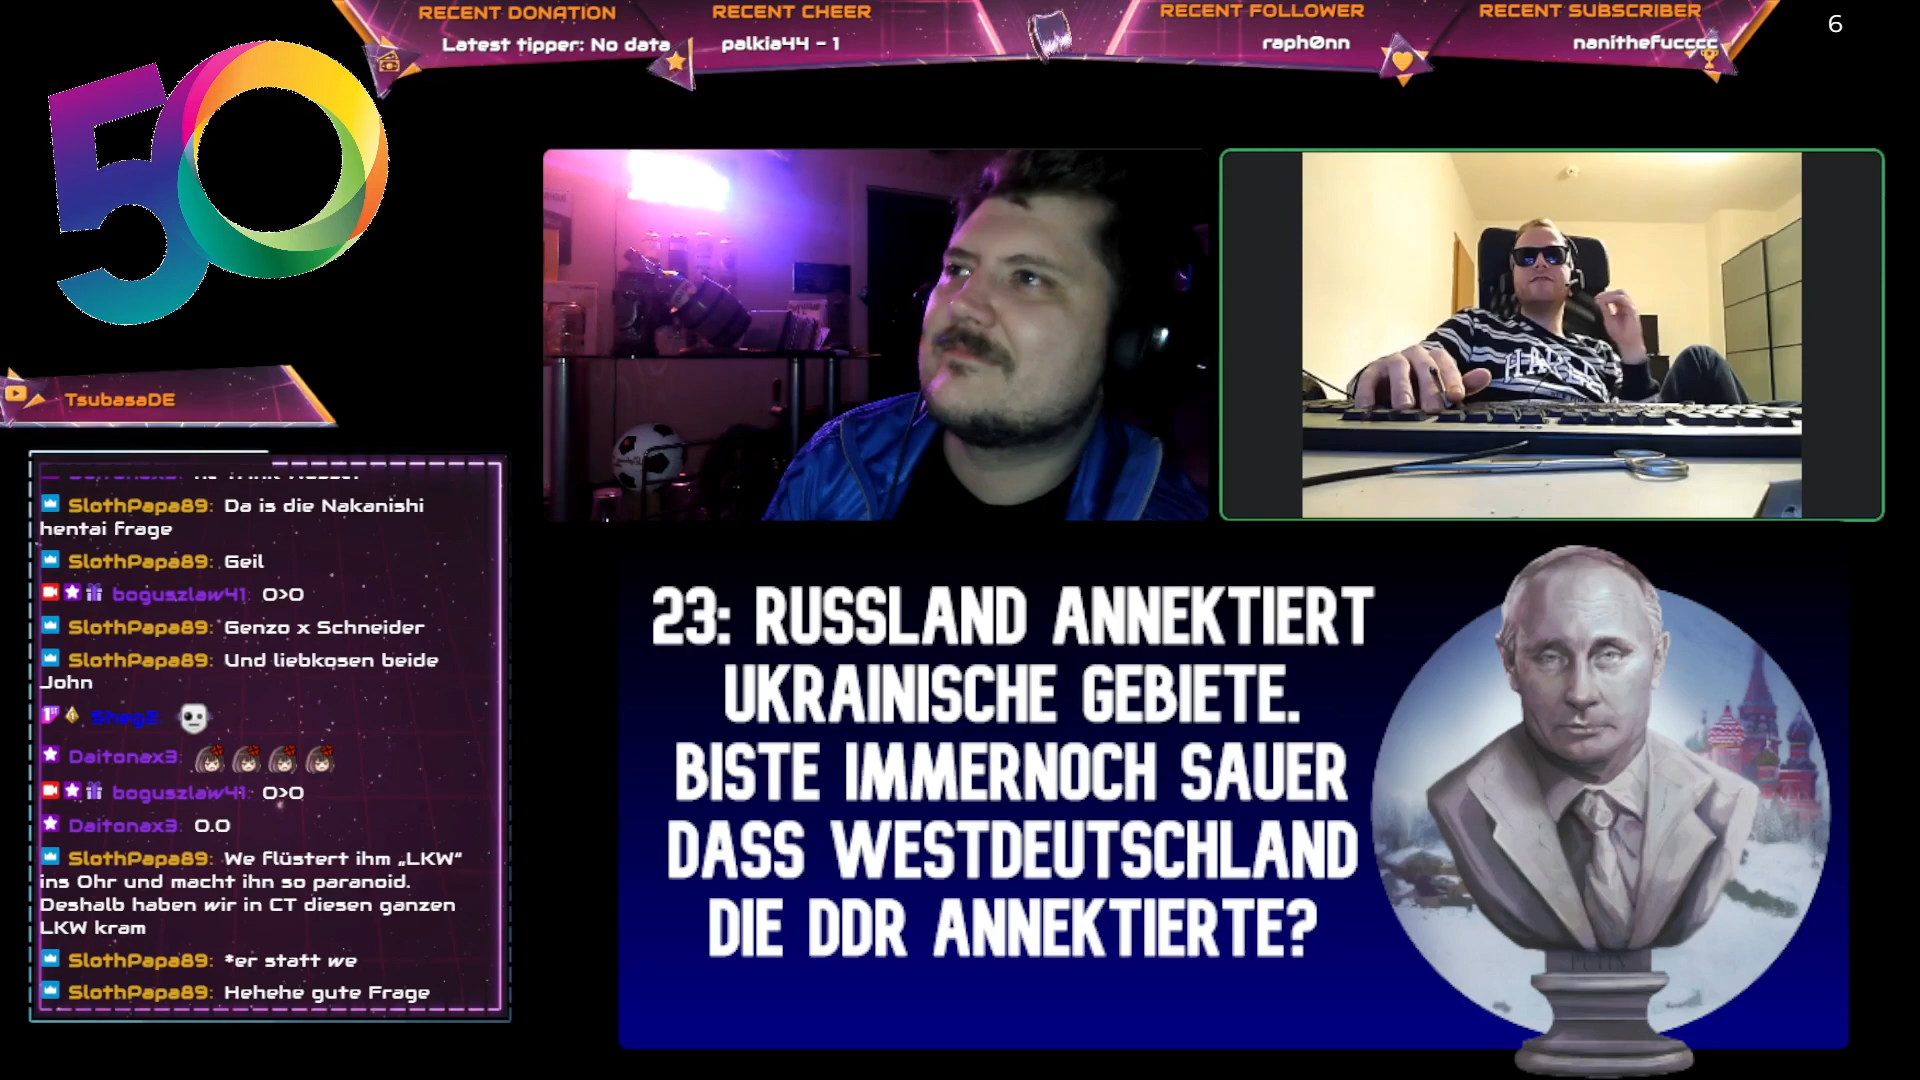 RECENT DONATION
Latest tipper: No data
RECENT CHEER
palkia44 - 1
RECENT FOLLOWER
raph0nn
RECENT SUBSCRIBER
nanithefucccc
6
50
TsubasaDE
SlothPapa89: Da is die Nakanishi
hentai frage
SlothPapa89: Geil
boguszlaw41: O>O
SlothPapa89: Genzo x Schneider
SlothPapa89: Und liebkosen beide
John
Sheg2:
Daitonax3:
boguszlaw41: O>O
Daitonax3: O.O
SlothPapa89: We flüstert ihm „LKW“
ins Ohr und macht ihn so paranoid.
Deshalb haben wir in CT diesen ganzen
LKW kram
SlothPapa89: *er statt we
SlothPapa89: Hehehe gute Frage
23: RUSSLAND ANNEKTIERT
UKRAINISCHE GEBIETE.
BISTE IMMERNOCH SAUER
DASS WESTDEUTSCHLAND
DIE DDR ANNEKTIERTE?
PUTIN